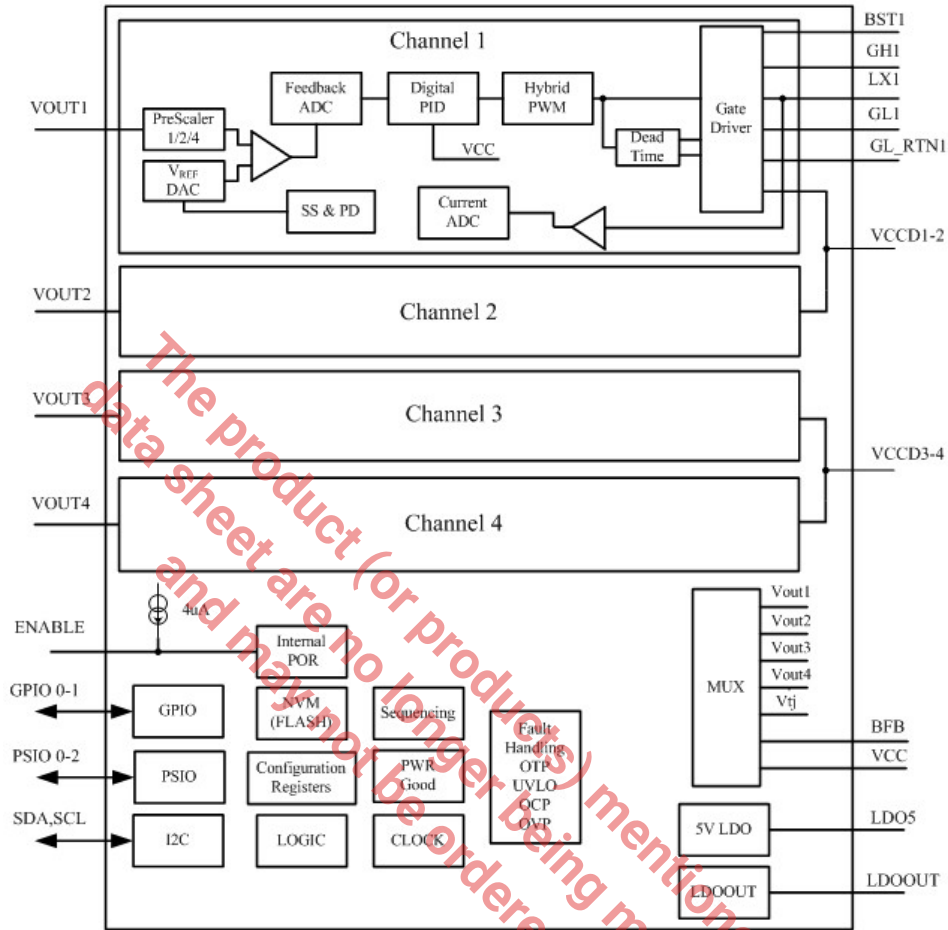 BST1
Channel 1
GH1
LX1
VOUT1
PreScaler
1/2/4
Feedback
ADC
Digital
PID
Hybrid
PWM
Gate
Driver
GL1
Dead
Time
GL_RTN1
VREF
DAC
VCC
SS & PD
Current
ADC
VCCD1-2
VOUT2
Channel 2
VOUT3
Channel 3
VCCD3-4
VOUT4
Channel 4
4uA
ENABLE
Internal
POR
GPIO 0-1
GPIO
NVM
(FLASH)
Sequencing
Fault
Handling
OTP
UVLO
OCP
OVP
PSIO 0-2
PSIO
Configuration
Registers
PWR
Good
SDA,SCL
I2C
LOGIC
CLOCK
MUX
Vout1
Vout2
Vout3
Vout4
Vtj
BFB
VCC
5V LDO
LDO5
LDOOUT
LDOOUT
The product (or products) mentione
data sheet are no longer being m
and may not be ordere